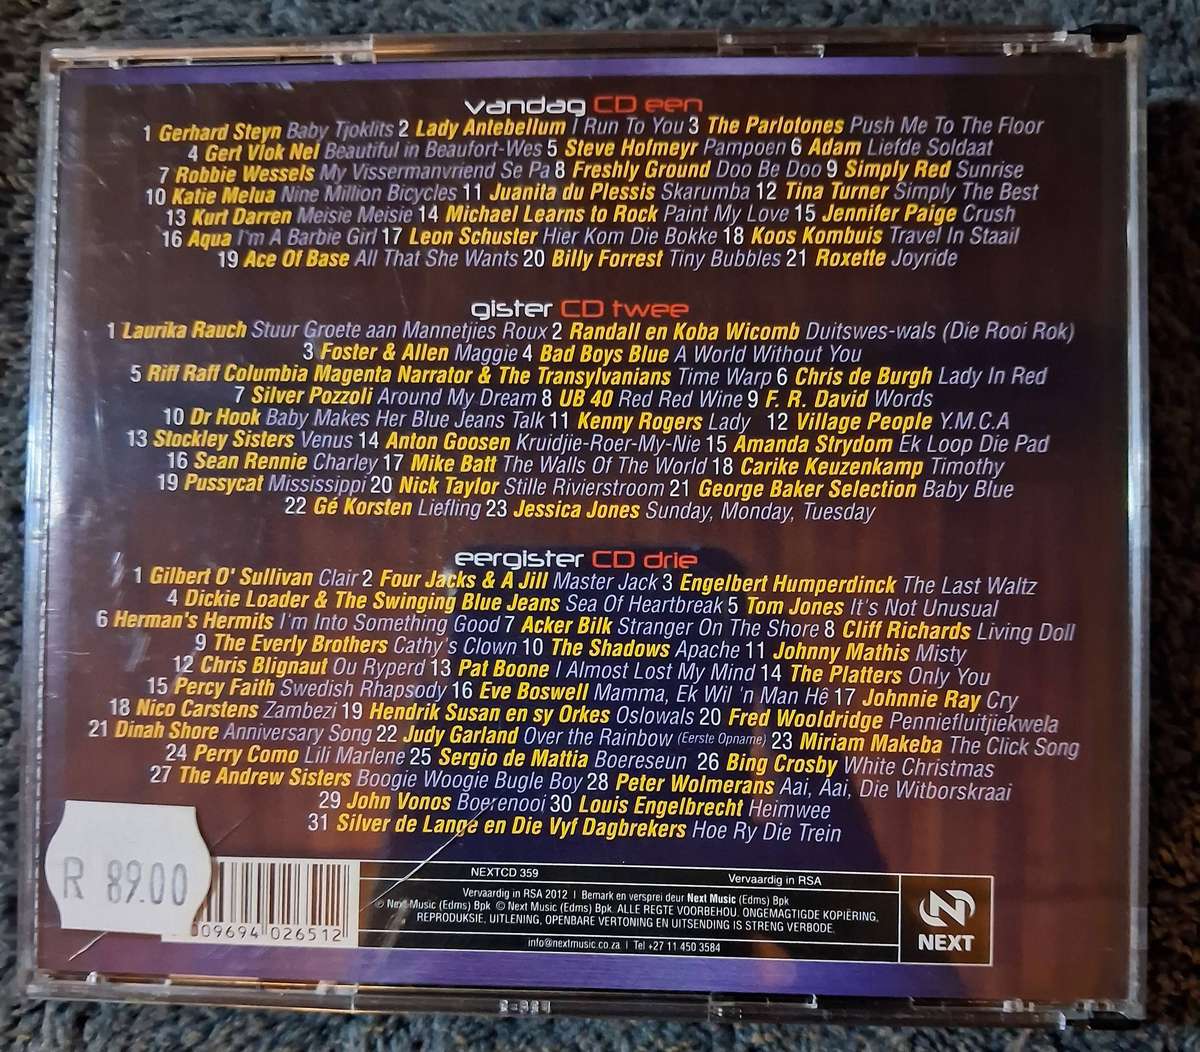 vandag CD een
1 Gerhard Steyn Baby Tjoklits 2 Lady Antebellum I Run To You 3 The Parlotones Push Me To The Floor
4 Gert Vlok Nel Beautiful in Beaufort-Wes 5 Steve Hofmeyr Pampoen 6 Adam Liefde Soldaat
7 Robbie Wessels My Vissermanvriend Se Pa 8 Freshly Ground Doo Be Doo 9 Simply Red Sunrise
10 Katie Melua Nine Million Bicycles 11 Juanita du Plessis Skarumba 12 Tina Turner Simply The Best
13 Kurt Darren Meisie Meisie 14 Michael Learns to Rock Paint My Love 15 Jennifer Paige Crush
16 Aqua I'm A Barbie Girl 17 Leon Schuster Hier Kom Die Bokke 18 Koos Kombuis Travel In Staail
19 Ace Of Base All That She Wants 20 Billy Forrest Tiny Bubbles 21 Roxette Joyride
gister CD twee
1 Laurika Rauch Stuur Groete aan Mannetjies Roux 2 Randall en Koba Wicomb Duitswes-wals (Die Rooi Rok)
3 Foster & Allen Maggie 4 Bad Boys Blue A World Without You
5 Riff Raff Columbia Magenta Narrator & The Transylvanians Time Warp 6 Chris de Burgh Lady In Red
7 Silver Pozzoli Around My Dream 8 UB 40 Red Red Wine 9 F. R. David Words
10 Dr Hook Baby Makes Her Blue Jeans Talk 11 Kenny Rogers Lady 12 Village People Y.M.C.A
13 Stockley Sisters Venus 14 Anton Goosen Kruidjie-Roer-My-Nie 15 Amanda Strydom Ek Loop Die Pad
16 Sean Rennie Charley 17 Mike Batt The Walls Of The World 18 Carike Keuzenkamp Timothy
19 Pussycat Mississippi 20 Nick Taylor Stille Rivierstroom 21 George Baker Selection Baby Blue
22 Gé Korsten Liefling 23 Jessica Jones Sunday, Monday, Tuesday
eergister CD drie
1 Gilbert O' Sullivan Clair 2 Four Jacks & A Jill Master Jack 3 Engelbert Humperdinck The Last Waltz
4 Dickie Loader & The Swinging Blue Jeans Sea Of Heartbreak 5 Tom Jones It's Not Unusual
6 Herman's Hermits I'm Into Something Good 7 Acker Bilk Stranger On The Shore 8 Cliff Richards Living Doll
9 The Everly Brothers Cathy's Clown 10 The Shadows Apache 11 Johnny Mathis Misty
12 Chris Blignaut Ou Ryperd 13 Pat Boone I Almost Lost My Mind 14 The Platters Only You
15 Percy Faith Swedish Rhapsody 16 Eve Boswell Mamma, Ek Wil 'n Man Hê 17 Johnnie Ray Cry
18 Nico Carstens Zambezi 19 Hendrik Susan en sy Orkes Oslowals 20 Fred Wooldridge Penniefluitjiekwela
21 Dinah Shore Anniversary Song 22 Judy Garland Over the Rainbow (Eerste Opname) 23 Miriam Makeba The Click Song
24 Perry Como Lili Marlene 25 Sergio de Mattia Boereseun 26 Bing Crosby White Christmas
27 The Andrew Sisters Boogie Woogie Bugle Boy 28 Peter Wolmerans Aai, Aai, Die Witborskraai
29 John Vonos Boerenooi 30 Louis Engelbrecht Heimwee
31 Silver de Lange en Die Vyf Dagbrekers Hoe Ry Die Trein
R 89.00
009694 026512
NEXTCD 359 Vervaardig in RSA
Vervaardig in RSA 2012 | Bemark en versprei deur Next Music (Edms) Bpk
℗ Next Music (Edms) Bpk © Next Music (Edms) Bpk. ALLE REGTE VOORBEHOU. ONGEMAGTIGDE KOPIËRING,
REPRODUKSIE, UITLENING, OPENBARE VERTONING EN UITSENDING IS STRENG VERBODE.
info@nextmusic.co.za | Tel +27 11 450 3584
NEXT